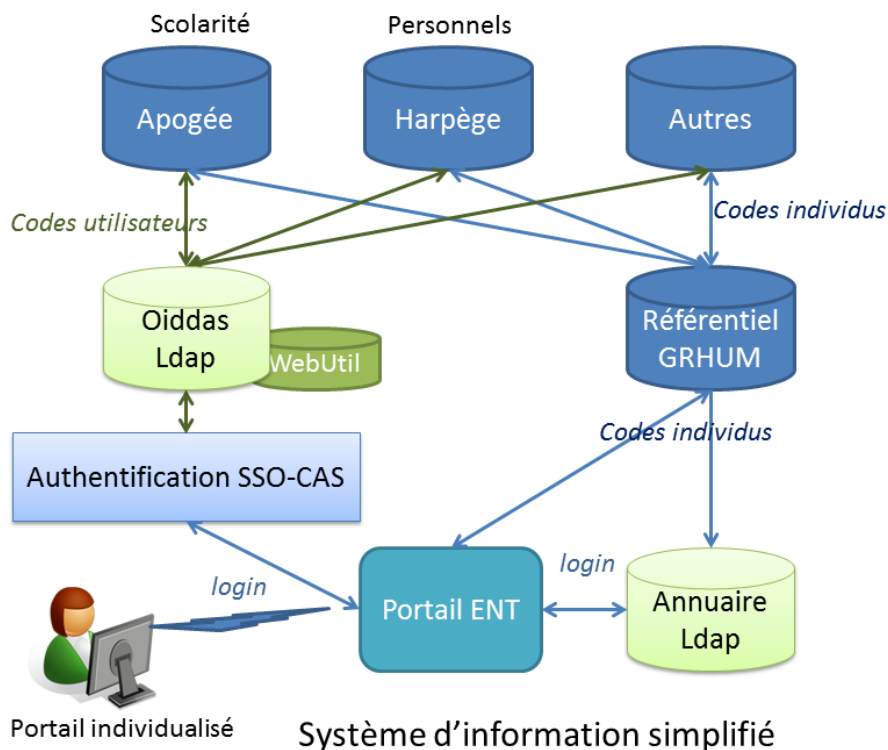 Scolarité
Personnels
Apogée
Harpège
Autres
Codes utilisateurs
Codes individus
Oiddas
Ldap
WebUtil
Référentiel
GRHUM
Codes individus
Authentification SSO-CAS
login
Portail ENT
login
Annuaire
Ldap
Portail individualisé
Système d'information simplifié